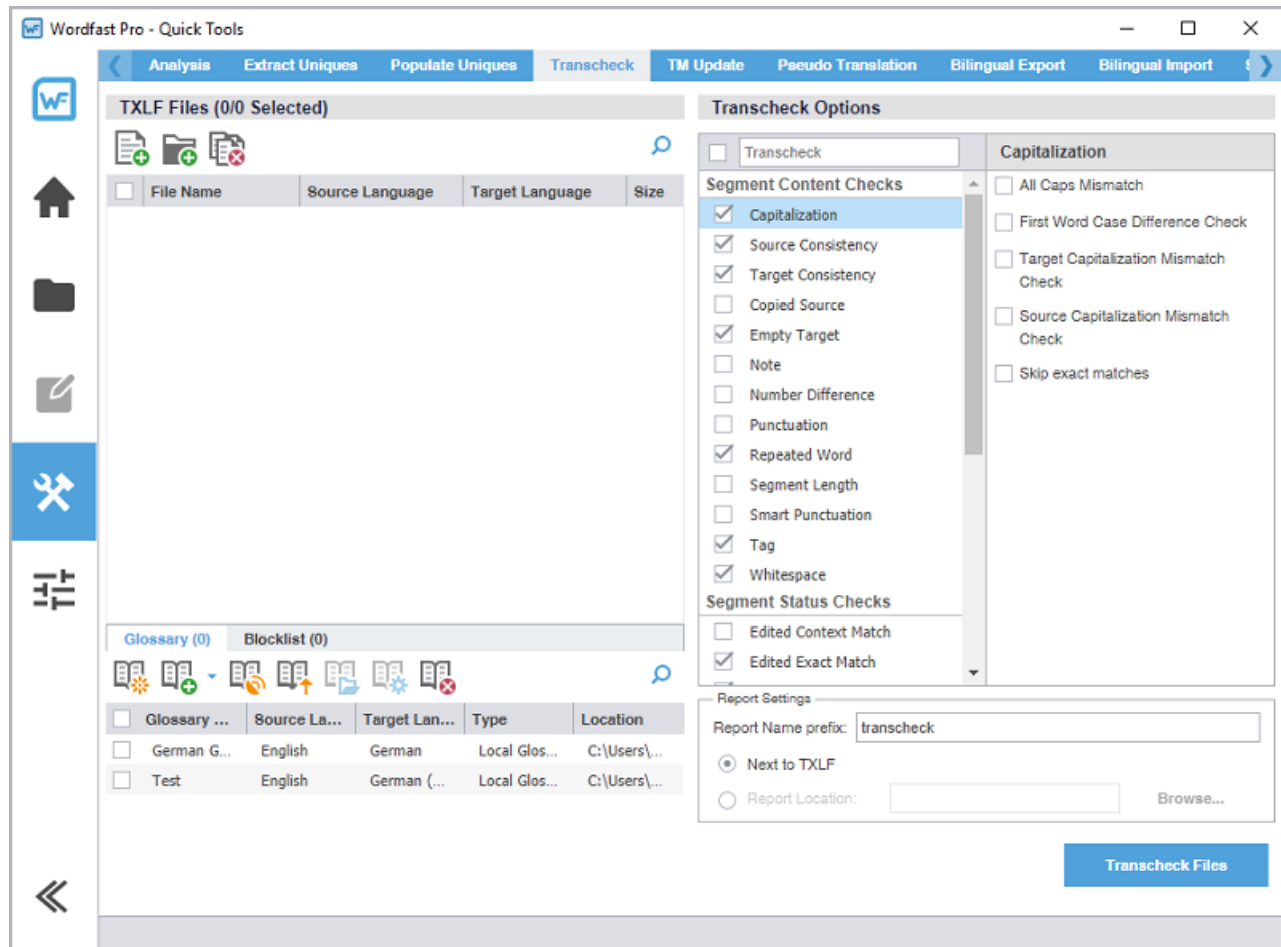 Wordfast Pro - Quick Tools
Analysis Extract Uniques Populate Uniques Transcheck TM Update Pseudo Translation Bilingual Export Bilingual Import
WF
TXLF Files (0/0 Selected)
File Name Source Language Target Language Size
Glossary (0) Blocklist (0)
Glossary ... Source La... Target Lan... Type Location
German G... English German Local Glos... C:\Users\...
Test English German (... Local Glos... C:\Users\...
Transcheck Options
Transcheck
Segment Content Checks
Capitalization
Source Consistency
Target Consistency
Copied Source
Empty Target
Note
Number Difference
Punctuation
Repeated Word
Segment Length
Smart Punctuation
Tag
Whitespace
Segment Status Checks
Edited Context Match
Edited Exact Match
Capitalization
All Caps Mismatch
First Word Case Difference Check
Target Capitalization Mismatch
Check
Source Capitalization Mismatch
Check
Skip exact matches
Report Settings
Report Name prefix: transcheck
Next to TXLF
Report Location: Browse...
Transcheck Files